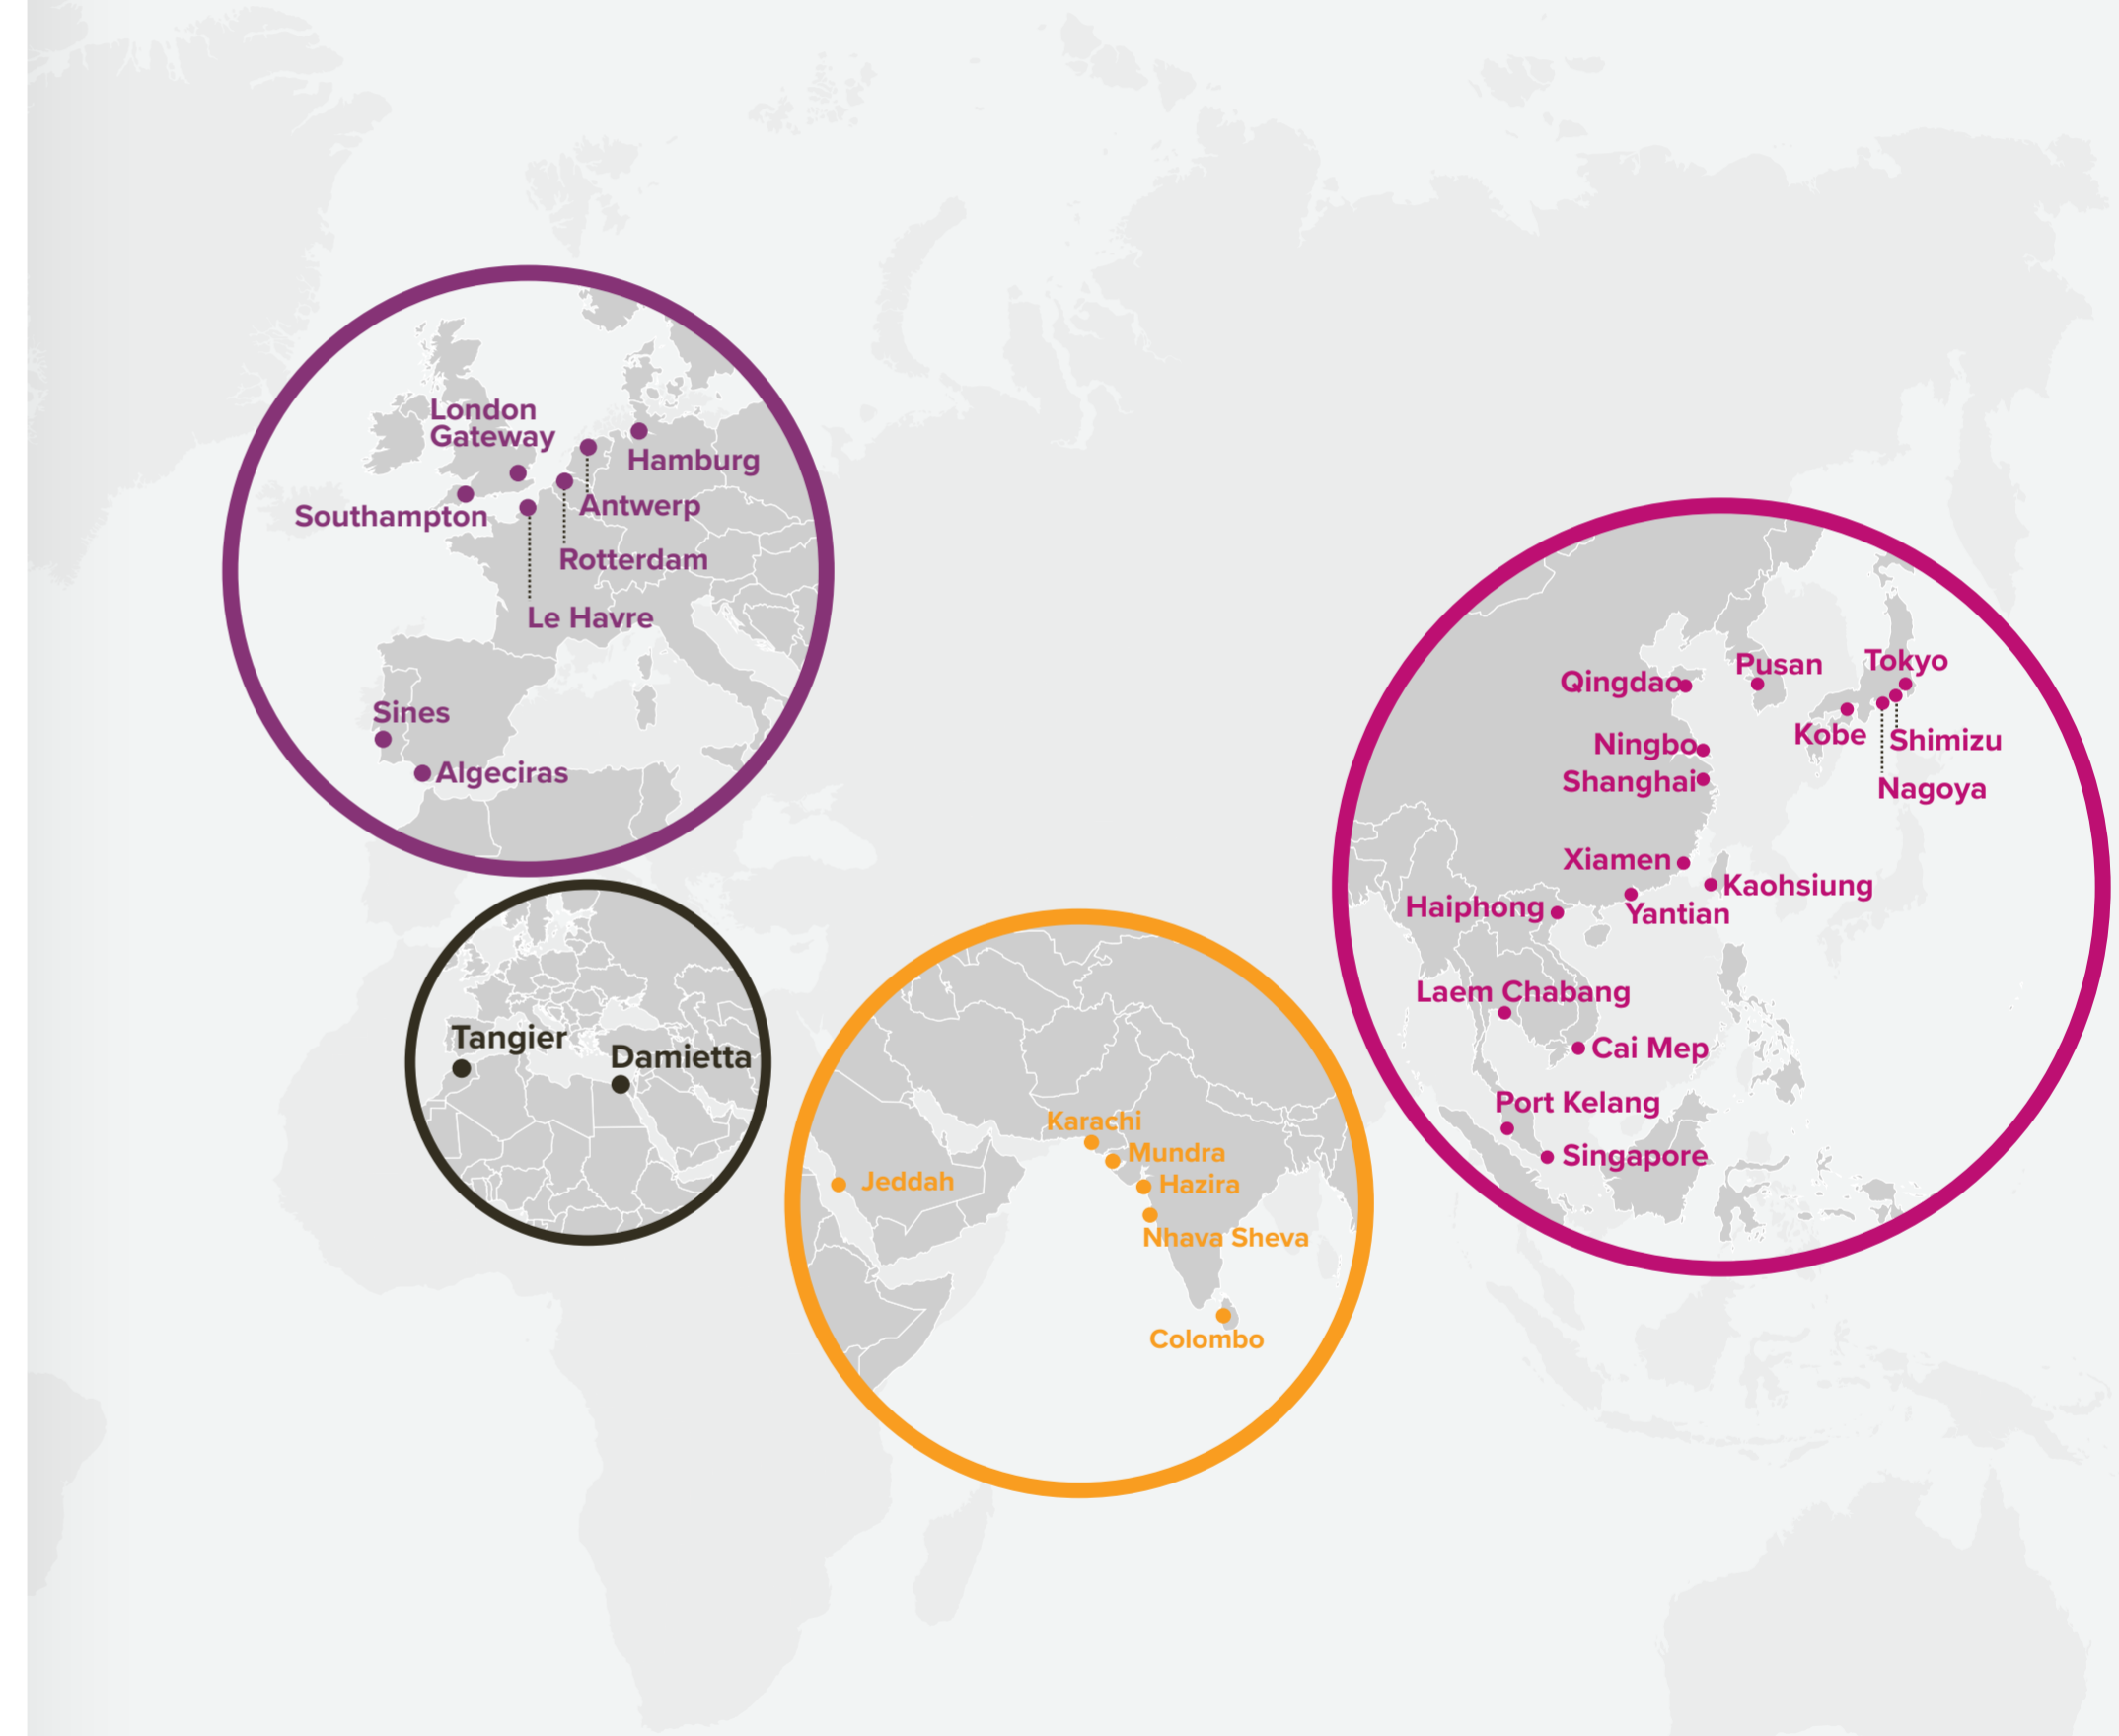 London
Gateway
Hamburg
Antwerp
Southampton
Rotterdam
Le Havre
Sines
Algeciras
Tangier
Damietta
Karachi
Mundra
Jeddah
Hazira
Nhava Sheva
Colombo
Pusan
Tokyo
Qingdao
Kobe
Shimizu
Ningbo
Shanghai
Nagoya
Xiamen
Kaohsiung
Haiphong
Yantian
Laem Chabang
Cai Mep
Port Kelang
Singapore